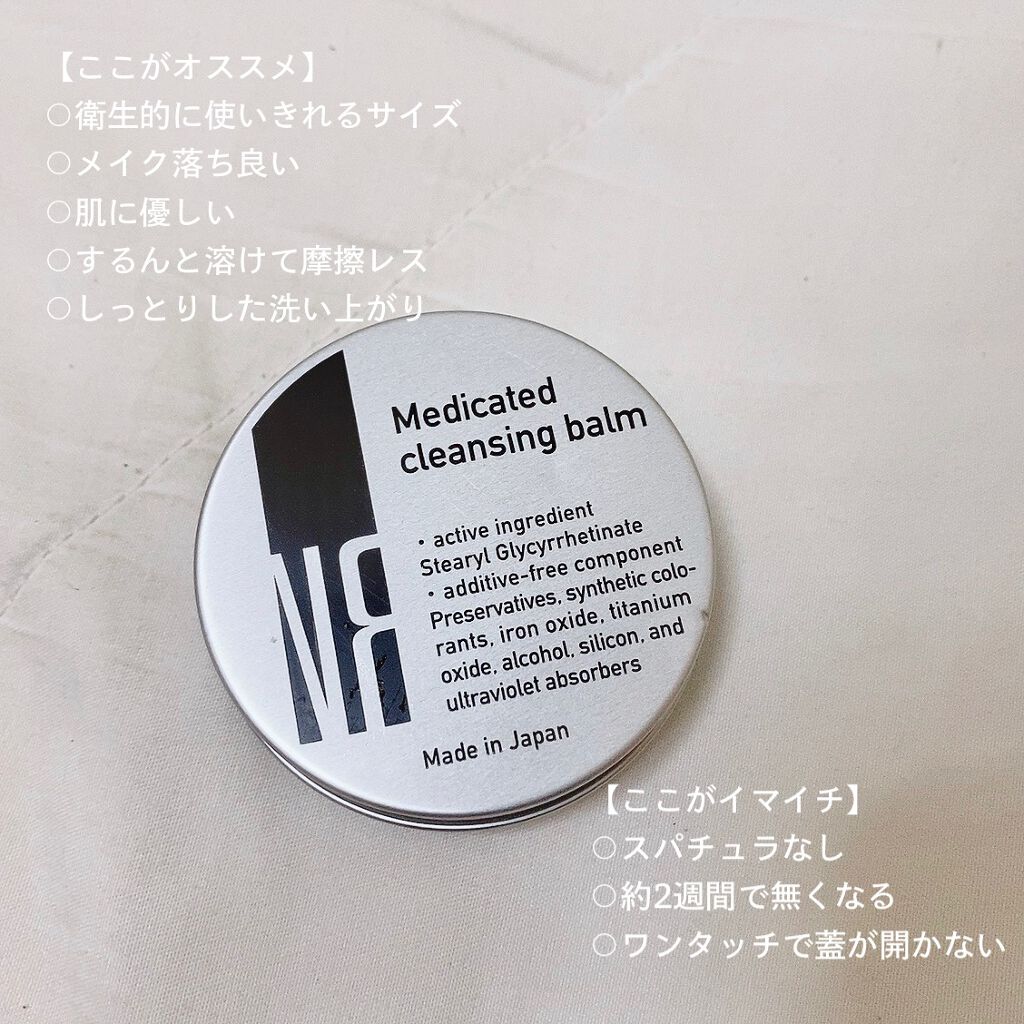 【ここがオススメ】
○衛生的に使いきれるサイズ
○メイク落ち良い
○肌に優しい
○するんと溶けて摩擦レス
○しっとりした洗い上がり
Medicated
cleansing balm
・active ingredient
Stearyl Glycyrrhetinate
・additive-free component
Preservatives, synthetic colo-
rants, iron oxide, titanium
oxide, alcohol, silicon, and
ultraviolet absorbers
Made in Japan
【ここがイマイチ】
○スパチュラなし
○約2週間で無くなる
○ワンタッチで蓋が開かない